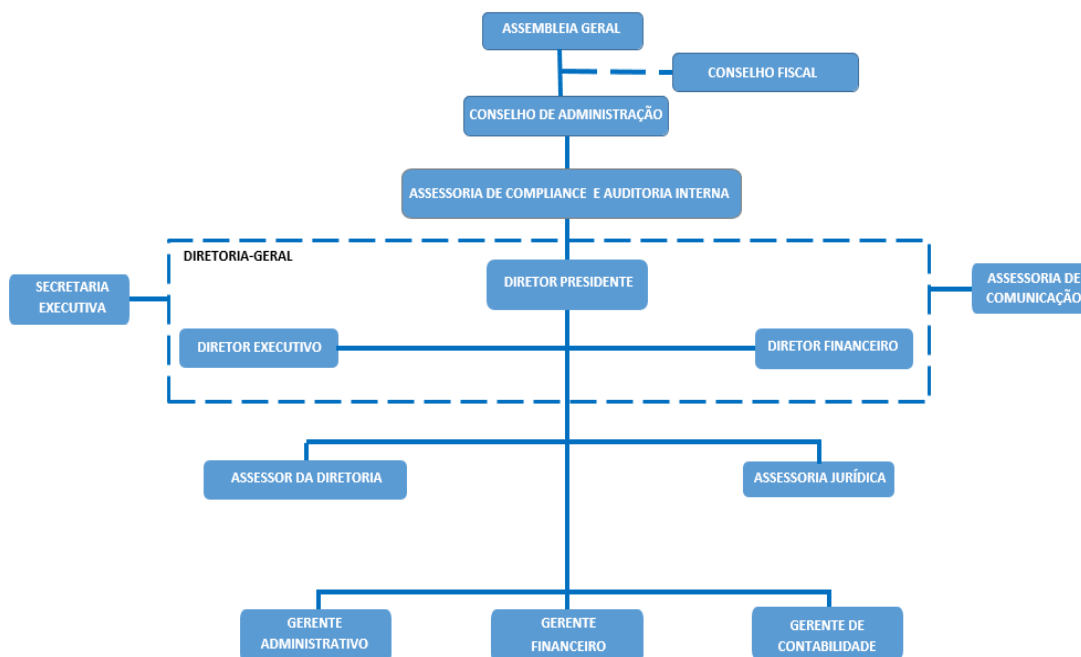 ASSEMBLEIA GERAL
CONSELHO FISCAL
CONSELHO DE ADMINISTRAÇÃO
ASSESSORIA DE COMPLIANCE E AUDITORIA INTERNA
DIRETORIA-GERAL
SECRETARIA
EXECUTIVA
DIRETOR PRESIDENTE
ASSESSORIA DE
COMUNICAÇÃO
DIRETOR EXECUTIVO
DIRETOR FINANCEIRO
ASSESSOR DA DIRETORIA
ASSESSORIA JURÍDICA
GERENTE
ADMINISTRATIVO
GERENTE
FINANCEIRO
GERENTE DE
CONTABILIDADE